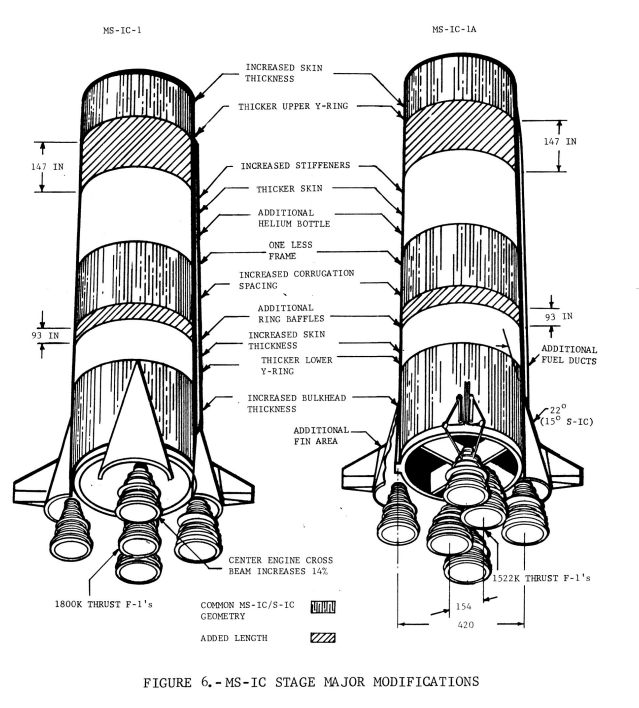 MS-IC-1
MS-IC-1A
INCREASED SKIN
THICKNESS
THICKER UPPER Y-RING
147 IN
147 IN
INCREASED STIFFENERS
THICKER SKIN
ADDITIONAL
HELIUM BOTTLE
ONE LESS
FRAME
INCREASED CORRUGATION
SPACING
ADDITIONAL
RING BAFFLES
93 IN
93 IN
INCREASED SKIN
THICKNESS
THICKER LOWER
Y-RING
ADDITIONAL
FUEL DUCTS
INCREASED BULKHEAD
THICKNESS
22°
(15° S-IC)
ADDITIONAL
FIN AREA
CENTER ENGINE CROSS
BEAM INCREASES 14%
1800K THRUST F-1's
1522K THRUST F-1's
COMMON MS-IC/S-IC
GEOMETRY
ADDED LENGTH
154
420
FIGURE 6.-MS-IC STAGE MAJOR MODIFICATIONS